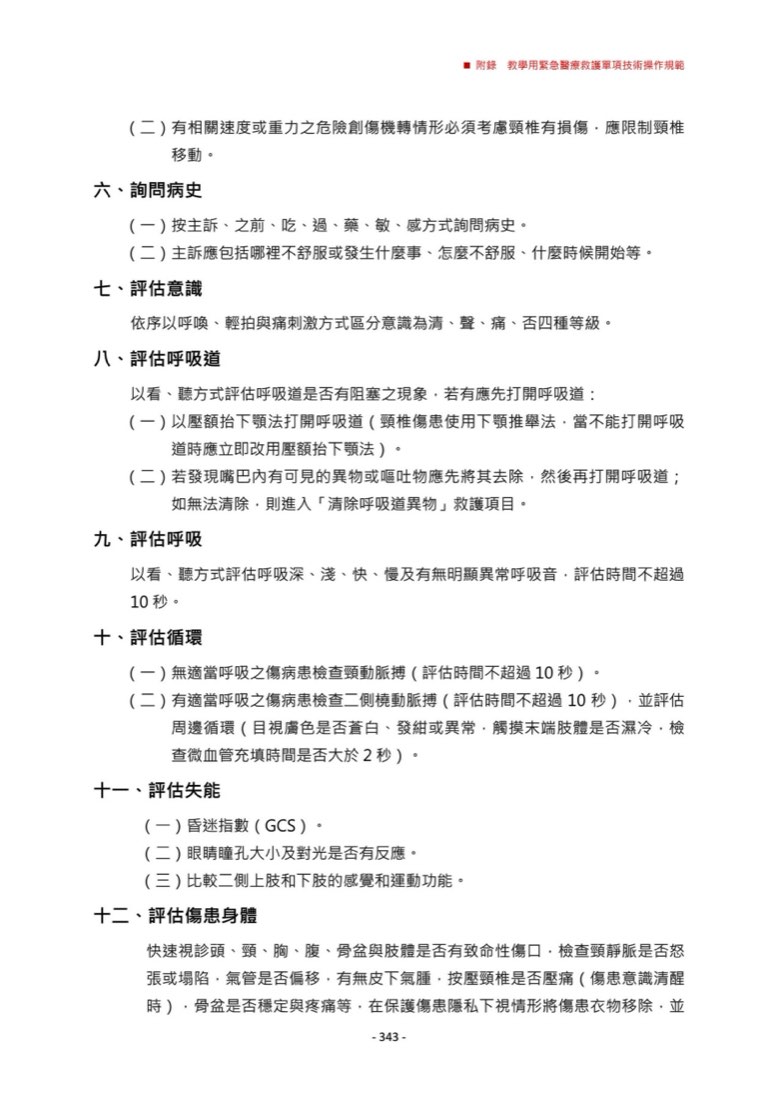 ■ 附錄　教學用緊急醫療救護單項技術操作規範
（二）有相關速度或重力之危險創傷機轉情形必須考慮頸椎有損傷，應限制頸椎
移動。
六、詢問病史
（一）按主訴、之前、吃、過、藥、敏、感方式詢問病史。
（二）主訴應包括哪裡不舒服或發生什麼事、怎麼不舒服、什麼時候開始等。
七、評估意識
依序以呼喚、輕拍與痛刺激方式區分意識為清、聲、痛、否四種等級。
八、評估呼吸道
以看、聽方式評估呼吸道是否有阻塞之現象，若有應先打開呼吸道：
（一）以壓額抬下顎法打開呼吸道（頸椎傷患使用下顎推舉法，當不能打開呼吸
道時應立即改用壓額抬下顎法）。
（二）若發現嘴巴內有可見的異物或嘔吐物應先將其去除，然後再打開呼吸道；
如無法清除，則進入「清除呼吸道異物」救護項目。
九、評估呼吸
以看、聽方式評估呼吸深、淺、快、慢及有無明顯異常呼吸音，評估時間不超過
10 秒。
十、評估循環
（一）無適當呼吸之傷病患檢查頸動脈搏（評估時間不超過 10 秒）。
（二）有適當呼吸之傷病患檢查二側橈動脈搏（評估時間不超過 10 秒），並評估
周邊循環（目視膚色是否蒼白、發紺或異常，觸摸末端肢體是否濕冷，檢
查微血管充填時間是否大於 2 秒）。
十一、評估失能
（一）昏迷指數（GCS）。
（二）眼睛瞳孔大小及對光是否有反應。
（三）比較二側上肢和下肢的感覺和運動功能。
十二、評估傷患身體
快速視診頭、頸、胸、腹、骨盆與肢體是否有致命性傷口，檢查頸靜脈是否怒
張或塌陷，氣管是否偏移，有無皮下氣腫，按壓頸椎是否壓痛（傷患意識清醒
時），骨盆是否穩定與疼痛等，在保護傷患隱私下視情形將傷患衣物移除，並
- 343 -